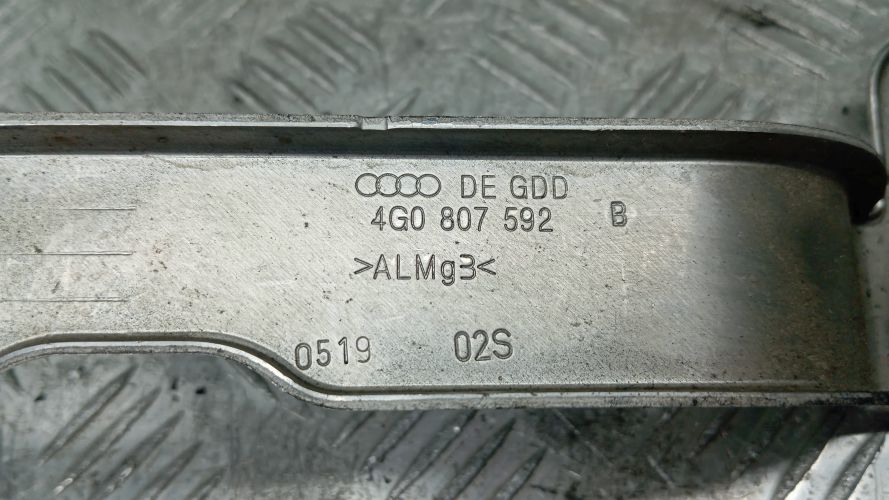 DE GDD
4G0 807 592 B
>ALMg3<
0519 02S